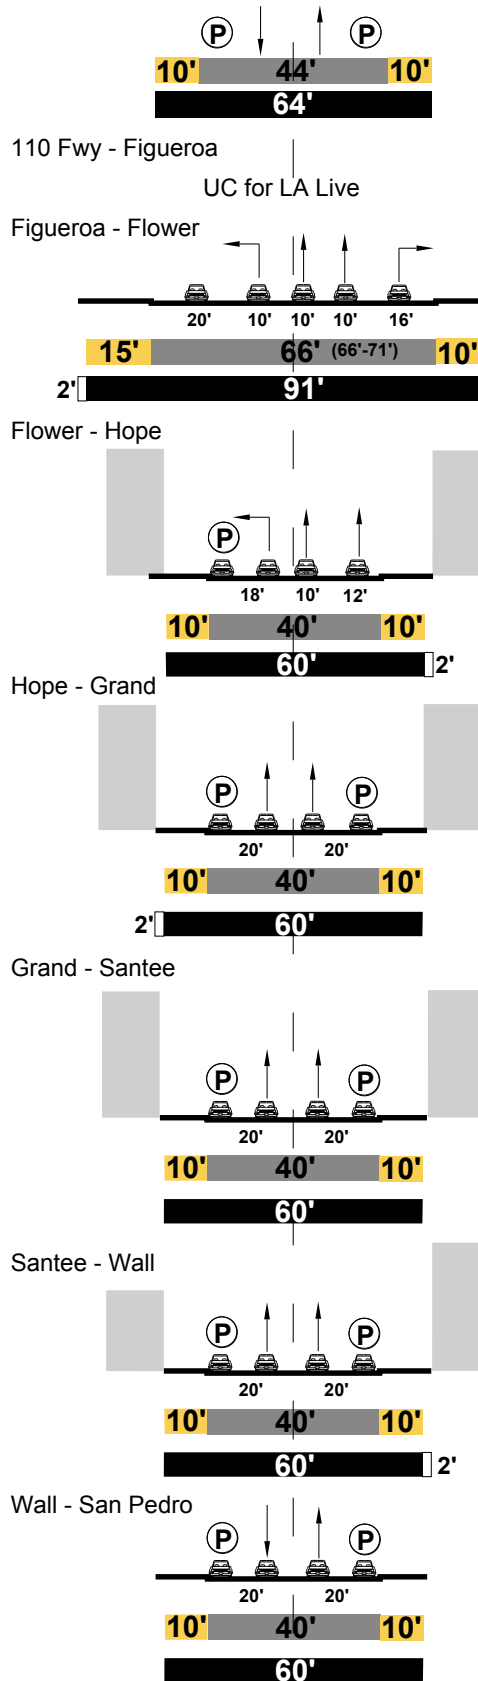 P P
10' 44' 10'
64'
110 Fwy - Figueroa
UC for LA Live
Figueroa - Flower
20' 10' 10' 10' 16'
15' 66' (66'-71') 10'
2' 91'
Flower - Hope
P
18' 10' 12'
10' 40' 10'
60' 2'
Hope - Grand
P P
20' 20'
10' 40' 10'
2' 60'
Grand - Santee
P P
20' 20'
10' 40' 10'
60'
Santee - Wall
P P
20' 20'
10' 40' 10'
60' 2'
Wall - San Pedro
P P
20' 20'
10' 40' 10'
60'